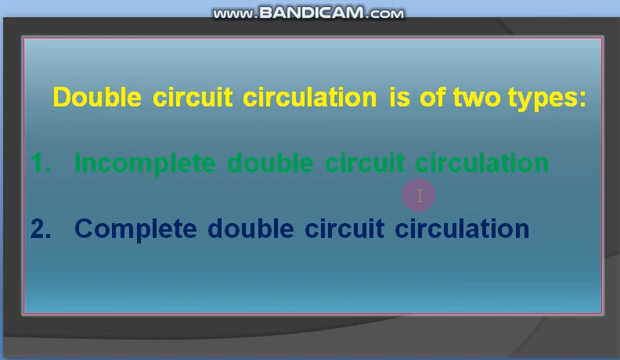 www.BANDICAM.com
Double circuit circulation is of two types:
1. Incomplete double circuit circulation
2. Complete double circuit circulation